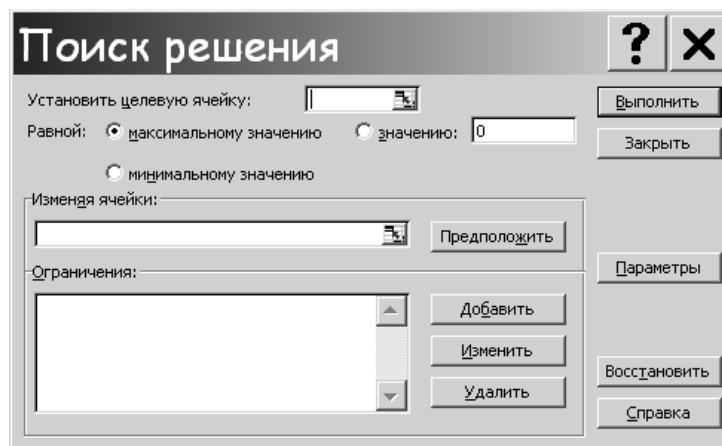 Поиск решения ? X
Установить целевую ячейку:
Выполнить
Равной: максимальному значению значению: 0
Закрыть
минимальному значению
Изменяя ячейки:
Предположить
Параметры
Ограничения:
Добавить
Изменить
Удалить
Восстановить
Справка